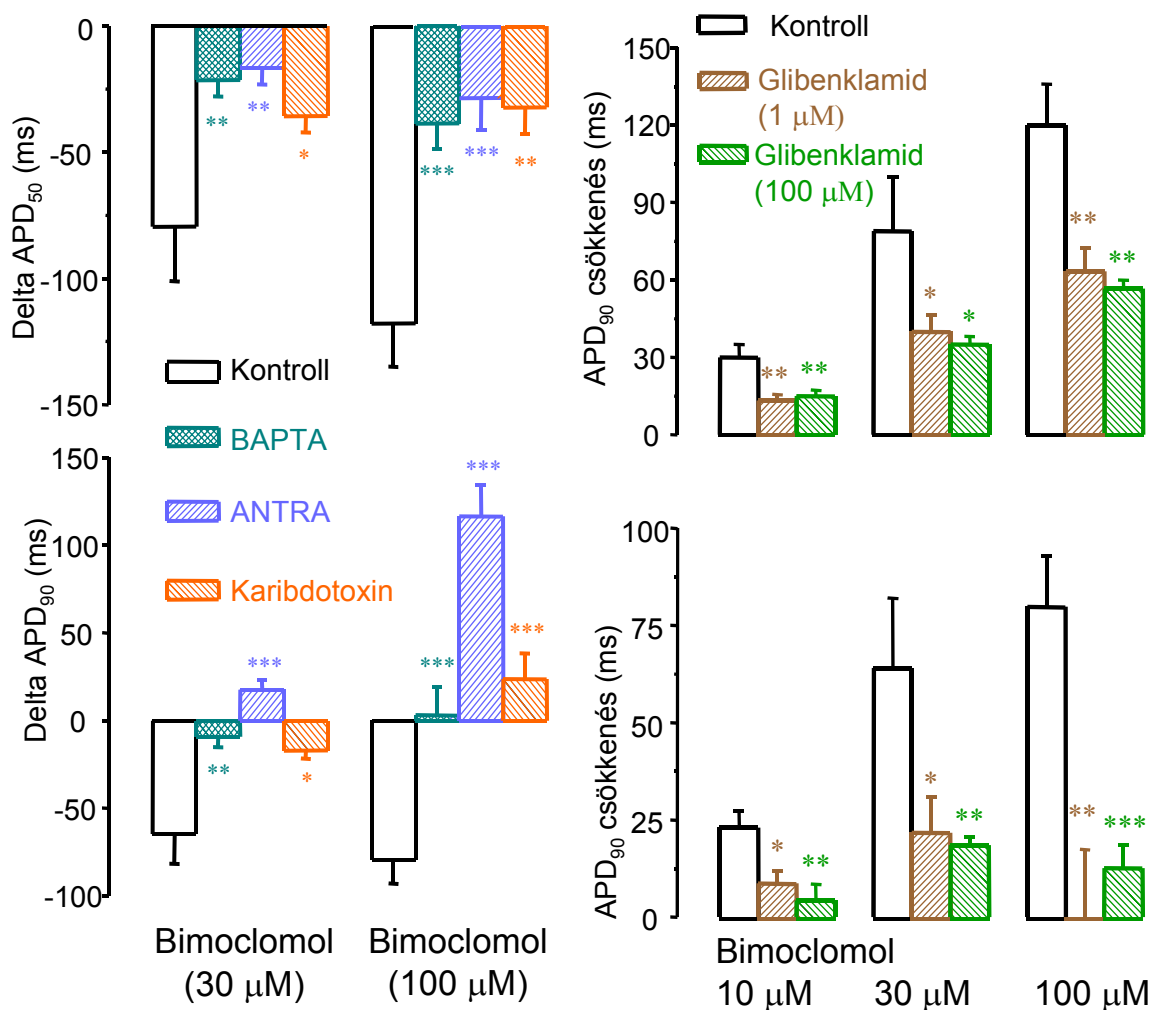 Delta APD50 (ms)
0
-50
-100
-150
** ** *
*** *** **
Kontroll
BAPTA
ANTRA
Karibdotoxin
Delta APD90 (ms)
150
100
50
0
-50
-100
** *** *
*** *** ***
Bimoclomol
(30 µM)
Bimoclomol
(100 µM)
Kontroll
Glibenklamid
(1 µM)
Glibenklamid
(100 µM)
APD90 csökkenés (ms)
150
120
90
60
30
0
** **
* *
** **
APD90 csökkenés (ms)
100
75
50
25
0
* **
* **
** ***
Bimoclomol
10 µM 30 µM 100 µM